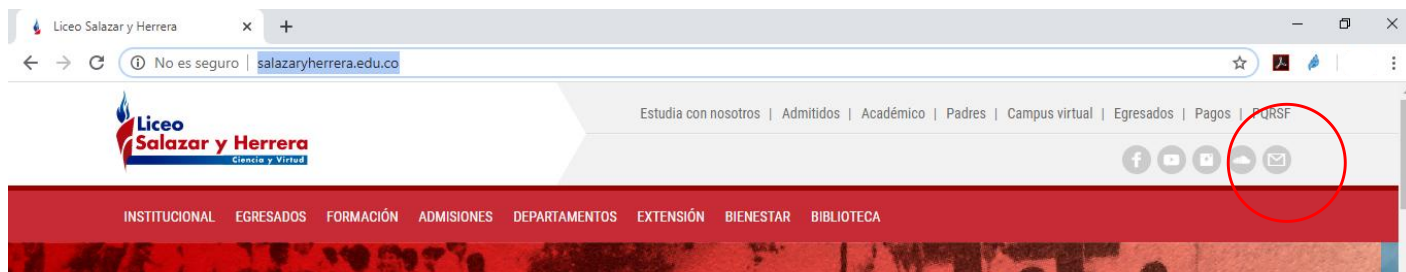 Liceo Salazar y Herrera
No es seguro | salazaryherrera.edu.co
Estudia con nosotros | Admitidos | Académico | Padres | Campus virtual | Egresados | Pagos | PQRSF
Liceo
Salazar y Herrera
Ciencia y Virtud
INSTITUCIONAL EGRESADOS FORMACIÓN ADMISIONES DEPARTAMENTOS EXTENSIÓN BIENESTAR BIBLIOTECA